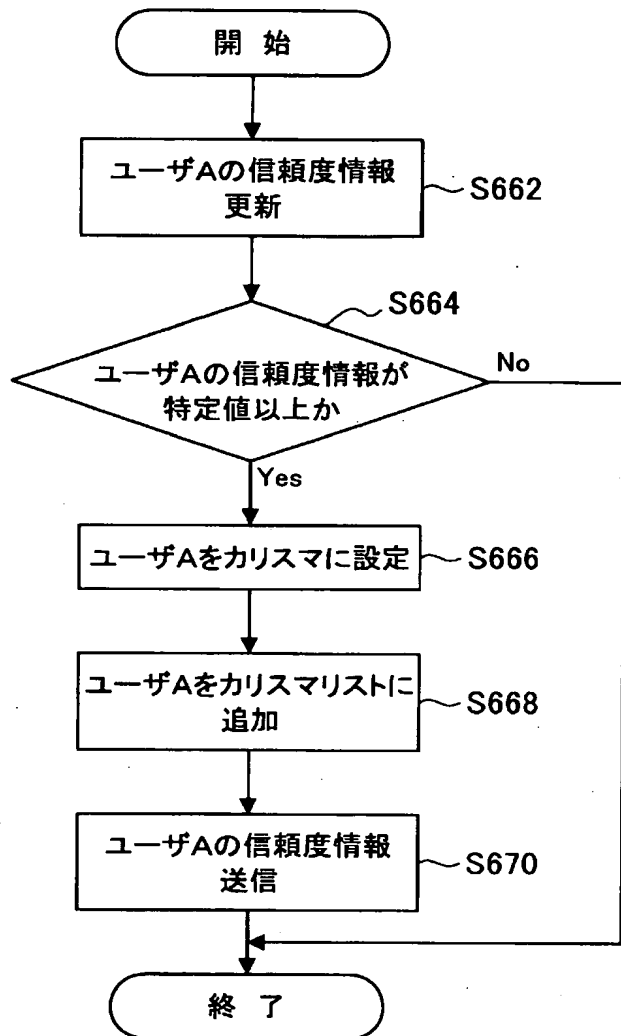 開 始
ユーザAの信頼度情報
更新
S662
S664
ユーザAの信頼度情報が
特定値以上か
No
Yes
ユーザAをカリスマに設定
S666
ユーザAをカリスマリストに
追加
S668
ユーザAの信頼度情報
送信
S670
終 了